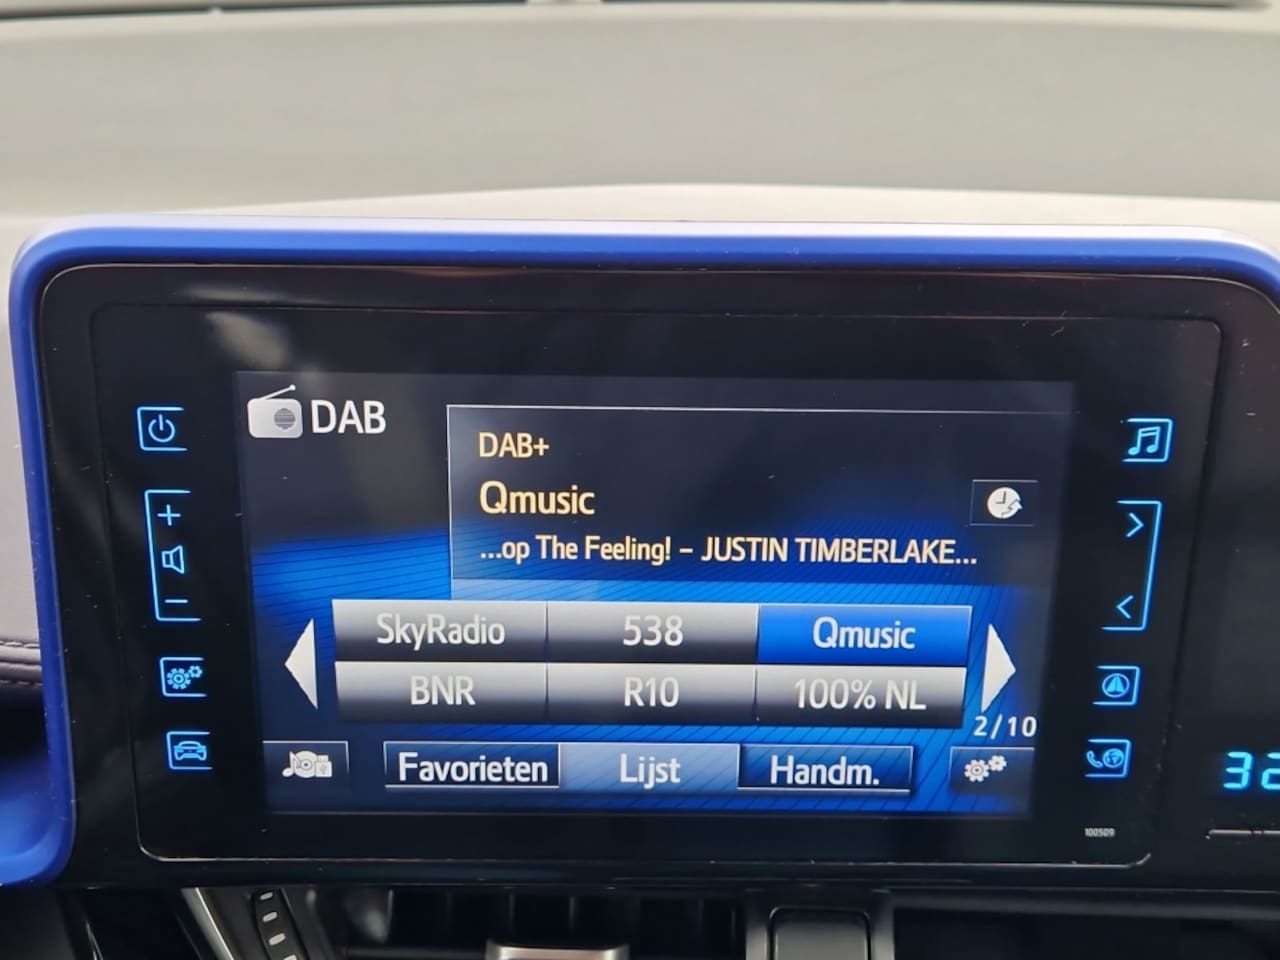 DAB
DAB+
Qmusic
...op The Feeling! – JUSTIN TIMBERLAKE...
SkyRadio 538 Qmusic
BNR R10 100% NL
2/10
Favorieten Lijst Handm.
32
100509